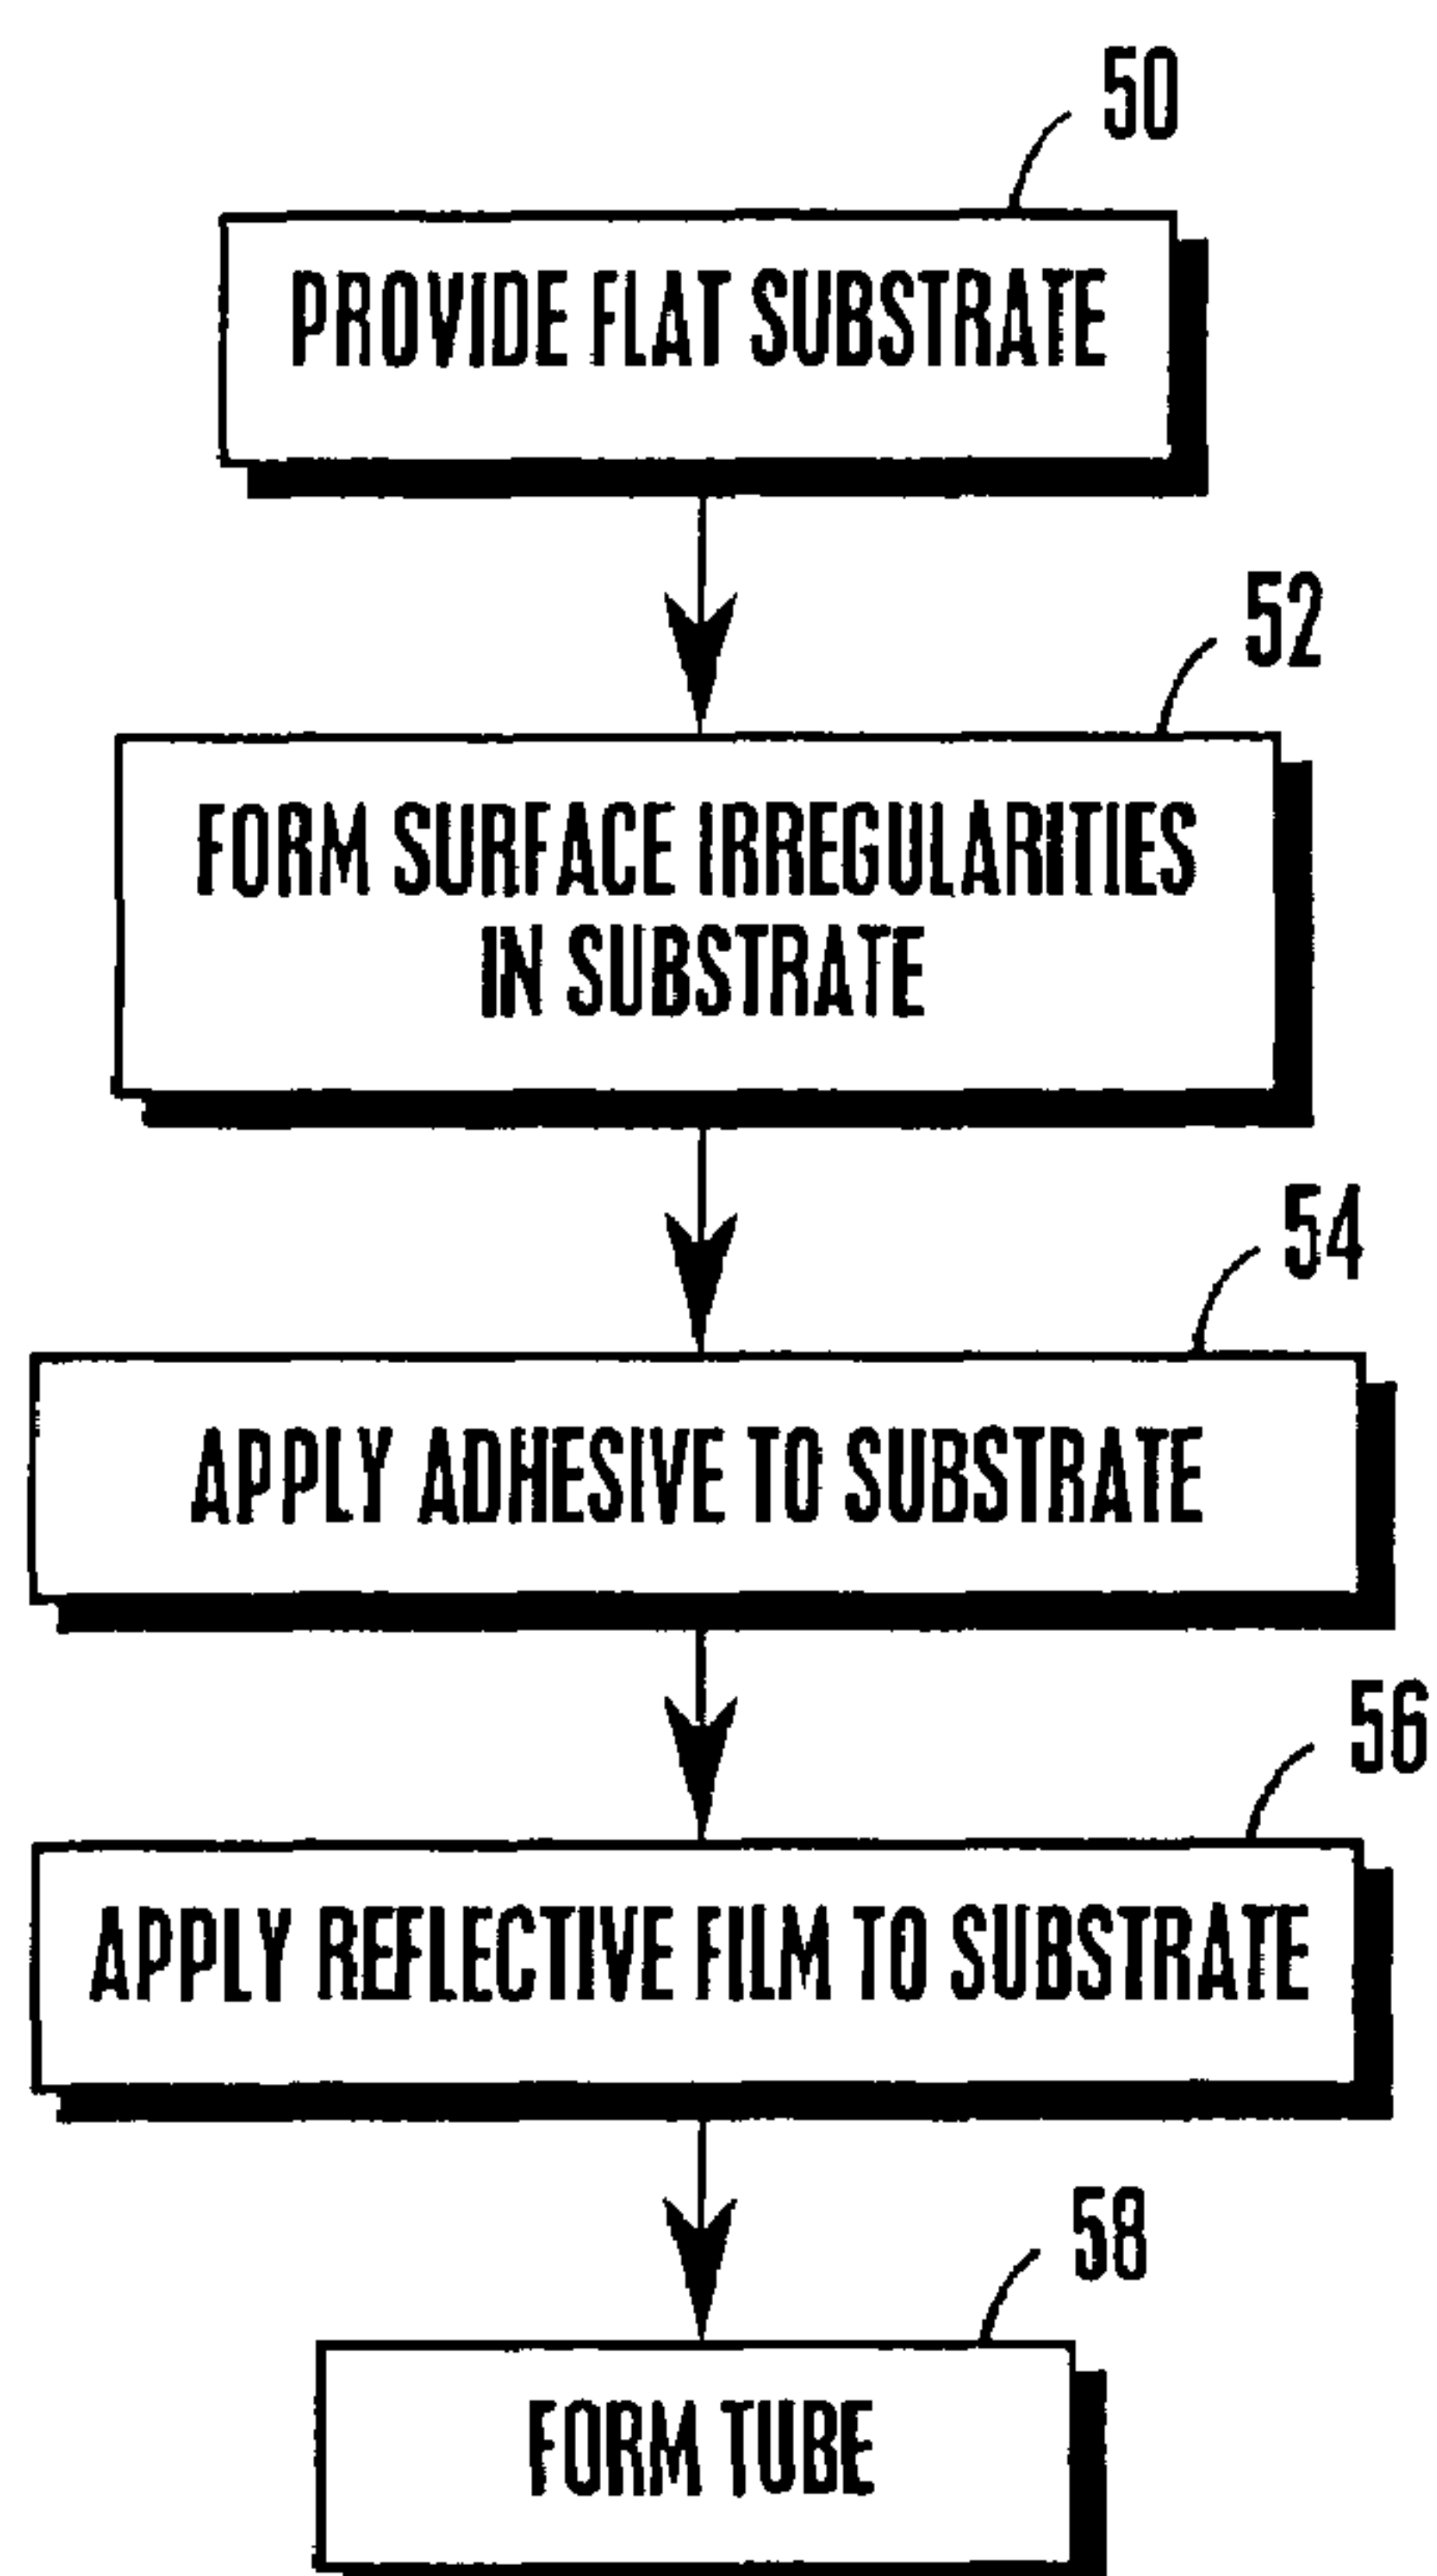 50
PROVIDE FLAT SUBSTRATE
52
FORM SURFACE IRREGULARITIES
IN SUBSTRATE
54
APPLY ADHESIVE TO SUBSTRATE
56
APPLY REFLECTIVE FILM TO SUBSTRATE
58
FORM TUBE